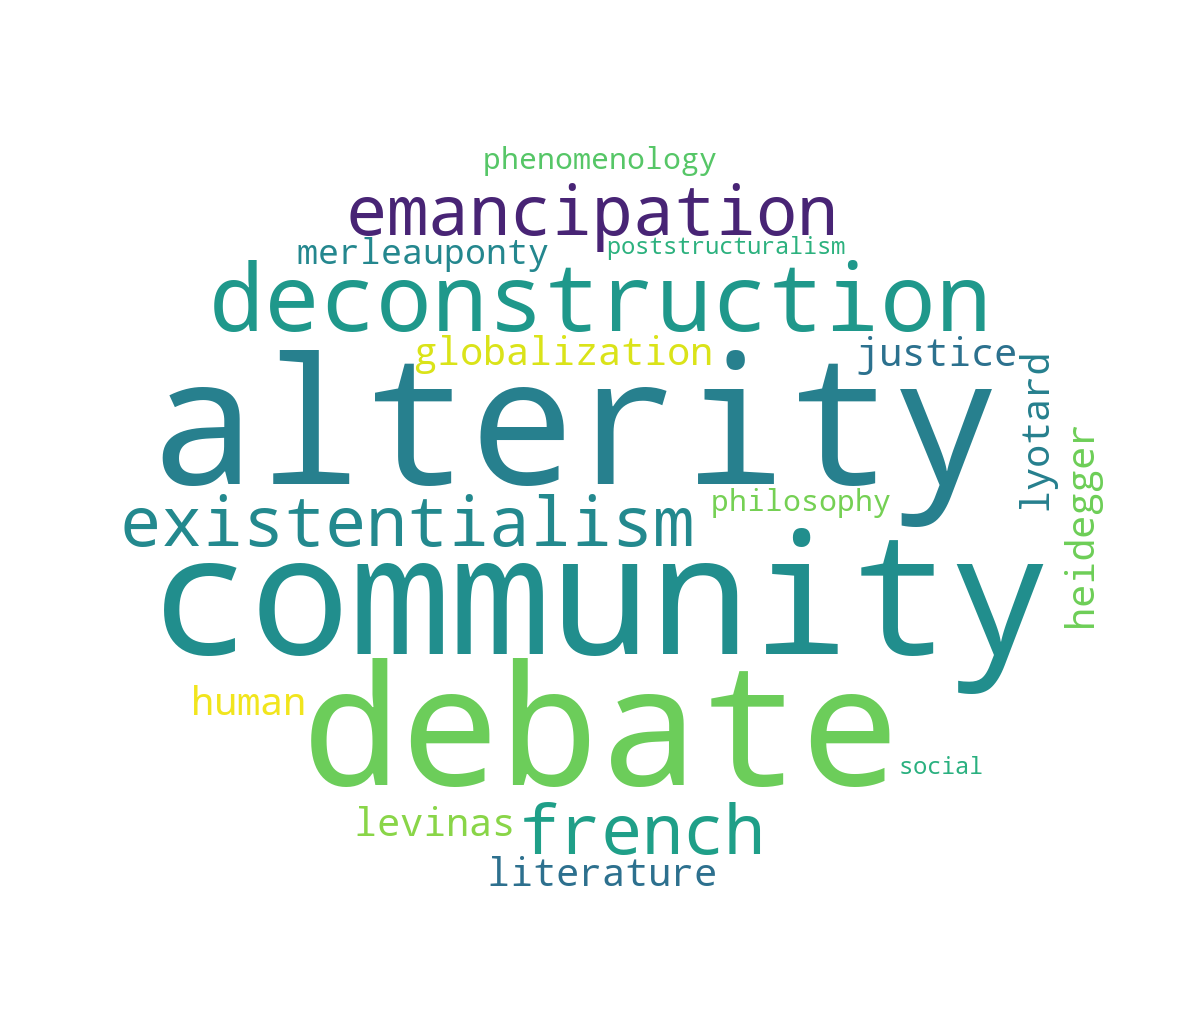 phenomenology
emancipation
merleauponty
poststructuralism
deconstruction
globalization
justice
alterity
lyotard
heidegger
existentialism
philosophy
community
debate
human
social
levinas
french
literature